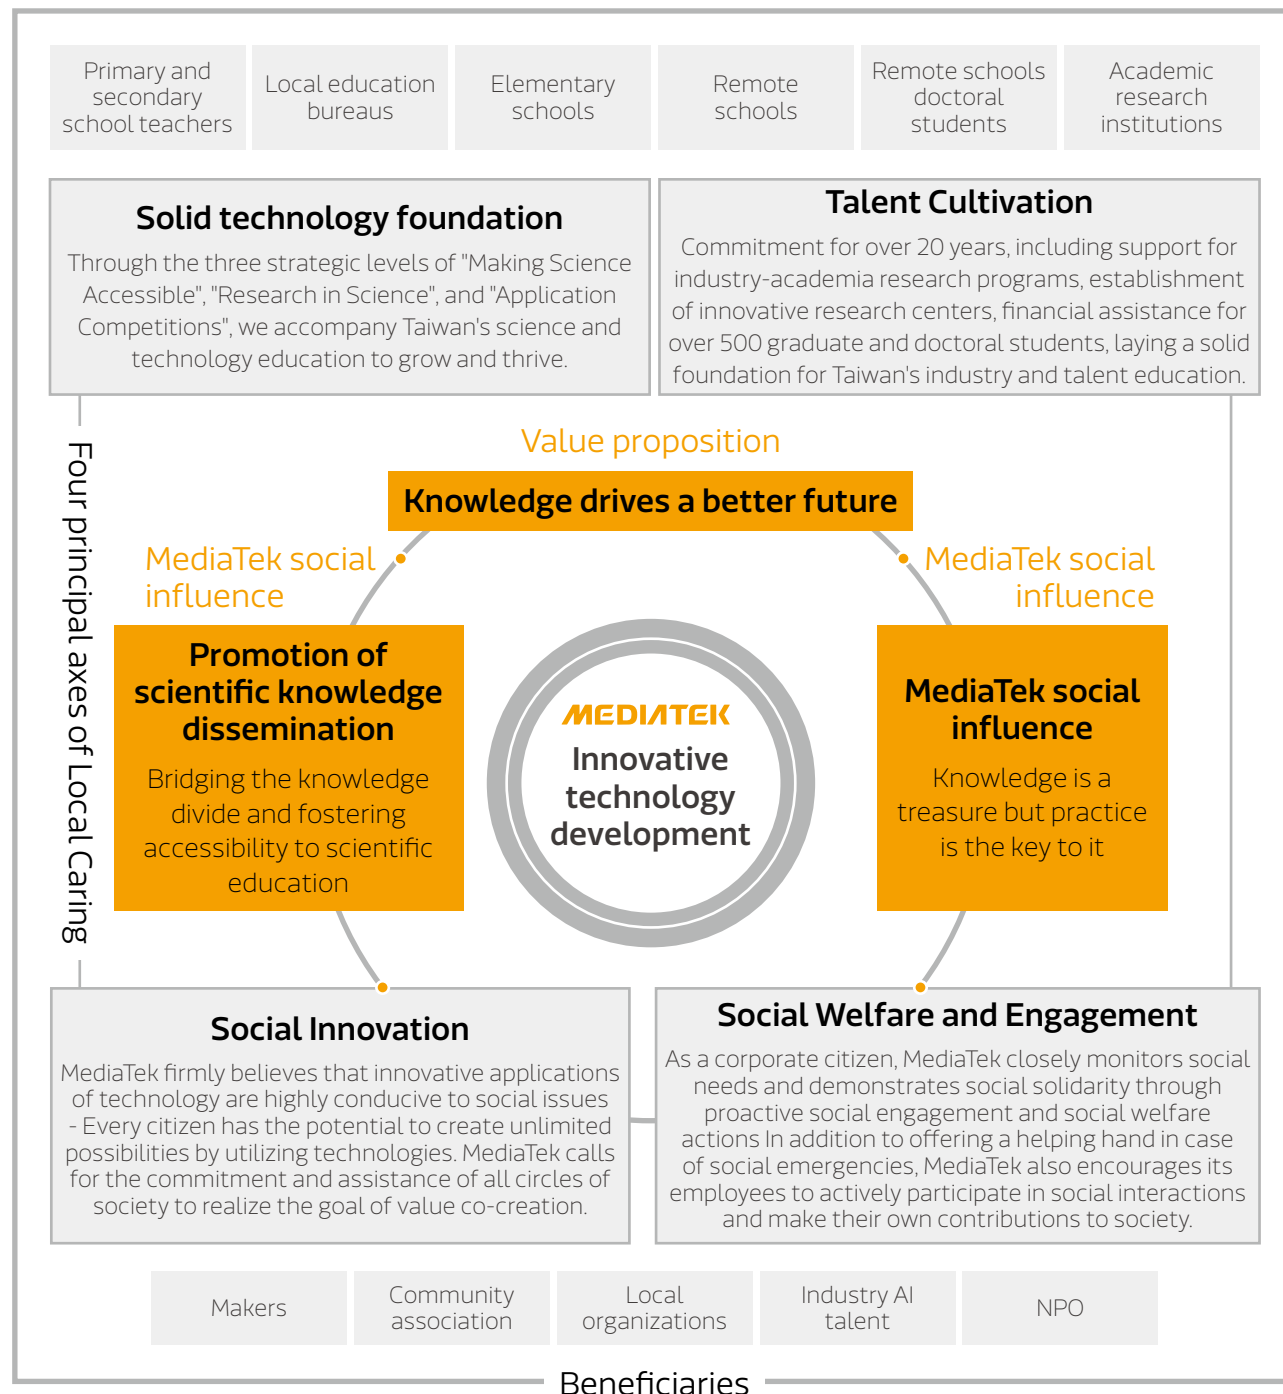 Primary and
secondary
school teachers
Local education
bureaus
Elementary
schools
Remote
schools
Remote schools
doctoral
students
Academic
research
institutions
Solid technology foundation
Through the three strategic levels of "Making Science
Accessible", "Research in Science", and "Application
Competitions", we accompany Taiwan's science and
technology education to grow and thrive.
Talent Cultivation
Commitment for over 20 years, including support for
industry-academia research programs, establishment
of innovative research centers, financial assistance for
over 500 graduate and doctoral students, laying a solid
foundation for Taiwan's industry and talent education.
Four principal axes of Local Caring
Value proposition
Knowledge drives a better future
MediaTek social
influence
Promotion of
scientific knowledge
dissemination
Bridging the knowledge
divide and fostering
accessibility to scientific
education
MEDIATEK
Innovative
technology
development
MediaTek social
influence
MediaTek social
influence
Knowledge is a
treasure but practice
is the key to it
Social Innovation
MediaTek firmly believes that innovative applications
of technology are highly conducive to social issues
- Every citizen has the potential to create unlimited
possibilities by utilizing technologies. MediaTek calls
for the commitment and assistance of all circles of
society to realize the goal of value co-creation.
Social Welfare and Engagement
As a corporate citizen, MediaTek closely monitors social
needs and demonstrates social solidarity through
proactive social engagement and social welfare
actions In addition to offering a helping hand in case
of social emergencies, MediaTek also encourages its
employees to actively participate in social interactions
and make their own contributions to society.
Makers
Community
association
Local
organizations
Industry AI
talent
NPO
Beneficiaries